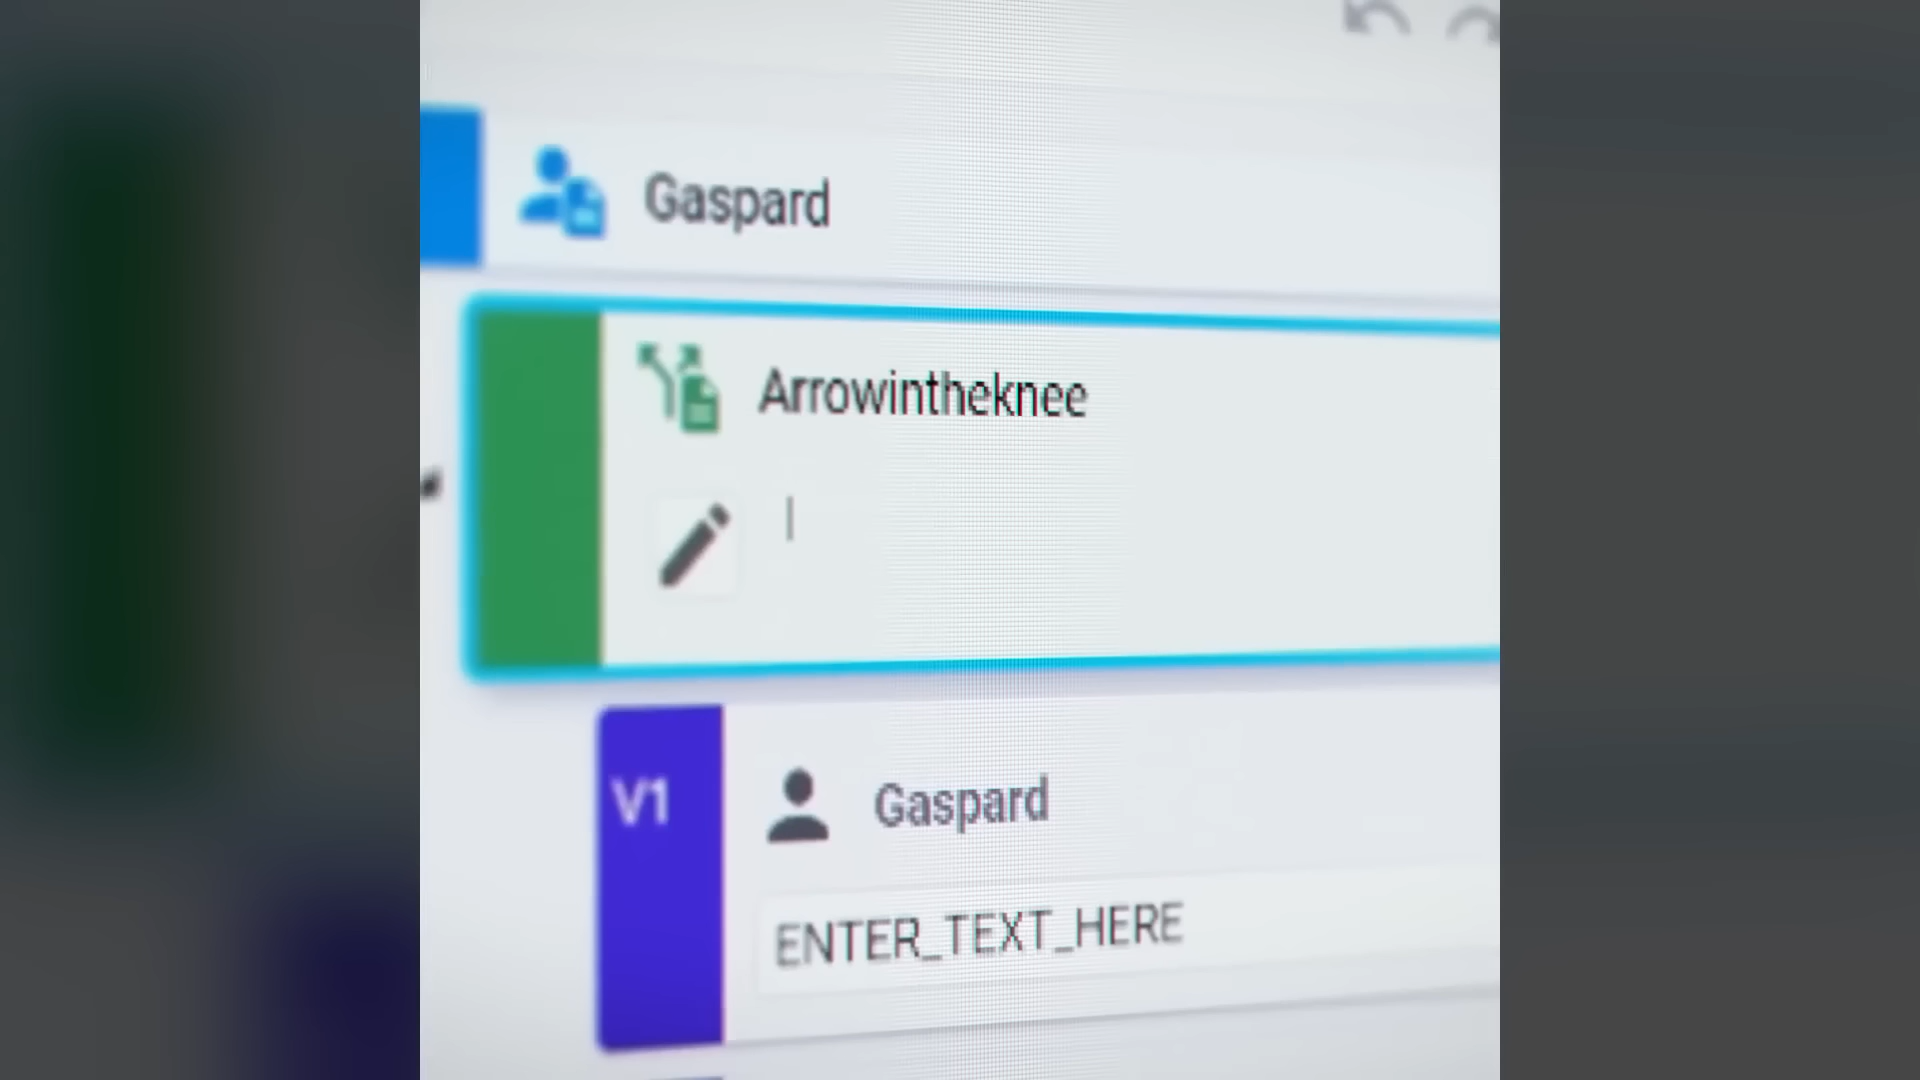 Gaspard
Arrowintheknee
V1
Gaspard
ENTER_TEXT_HERE